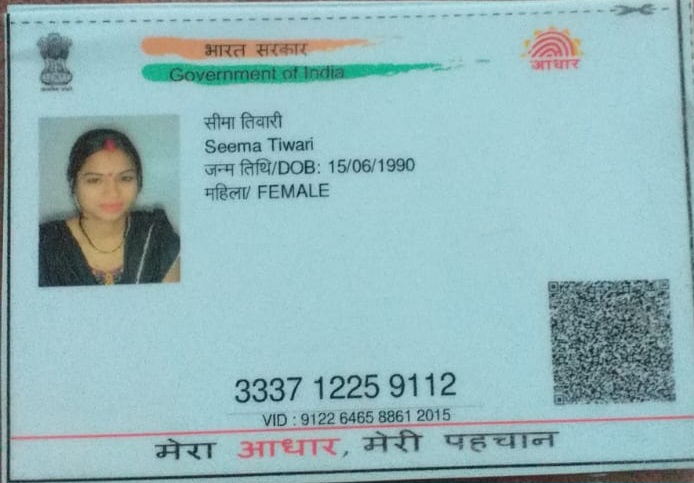 भारत सरकार
Government of India
आधार
सीमा तिवारी
Seema Tiwari
जन्म तिथि/DOB: 15/06/1990
महिला/ FEMALE
3337 1225 9112
VID : 9122 6465 8861 2015
मेरा आधार, मेरी पहचान